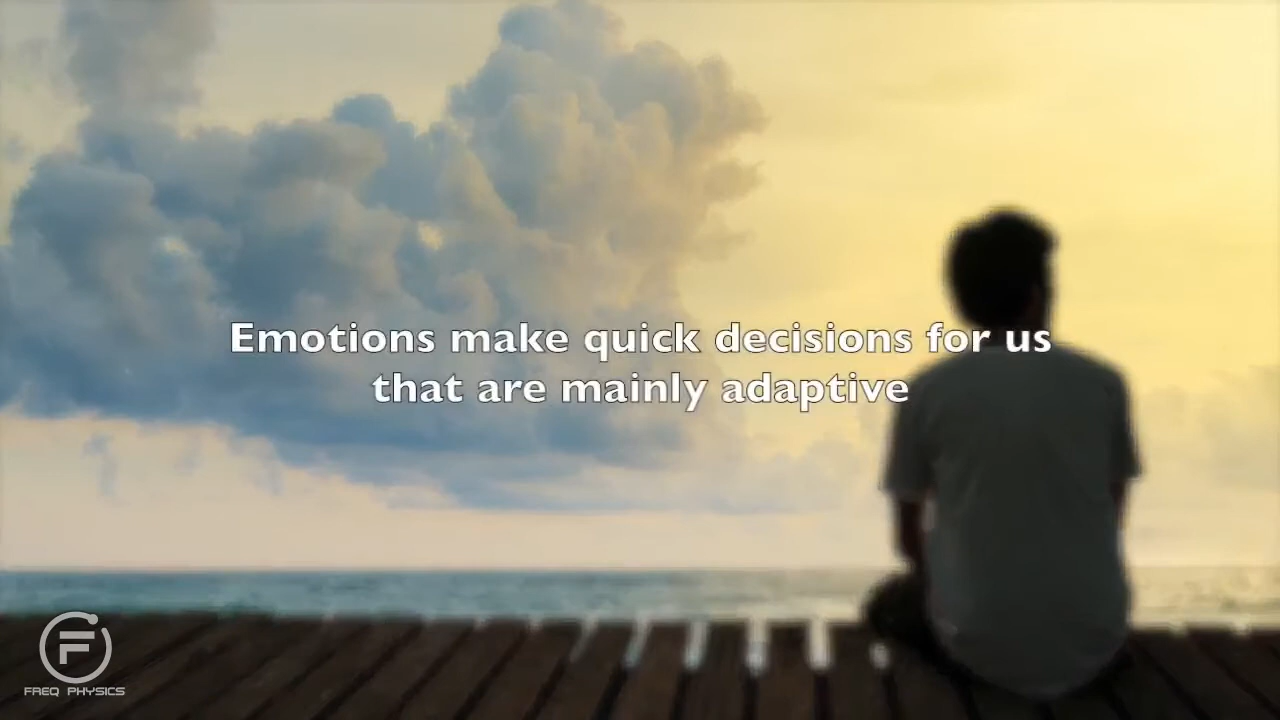 Emotions make quick decisions for us
that are mainly adaptive
FREQ PHYSICS